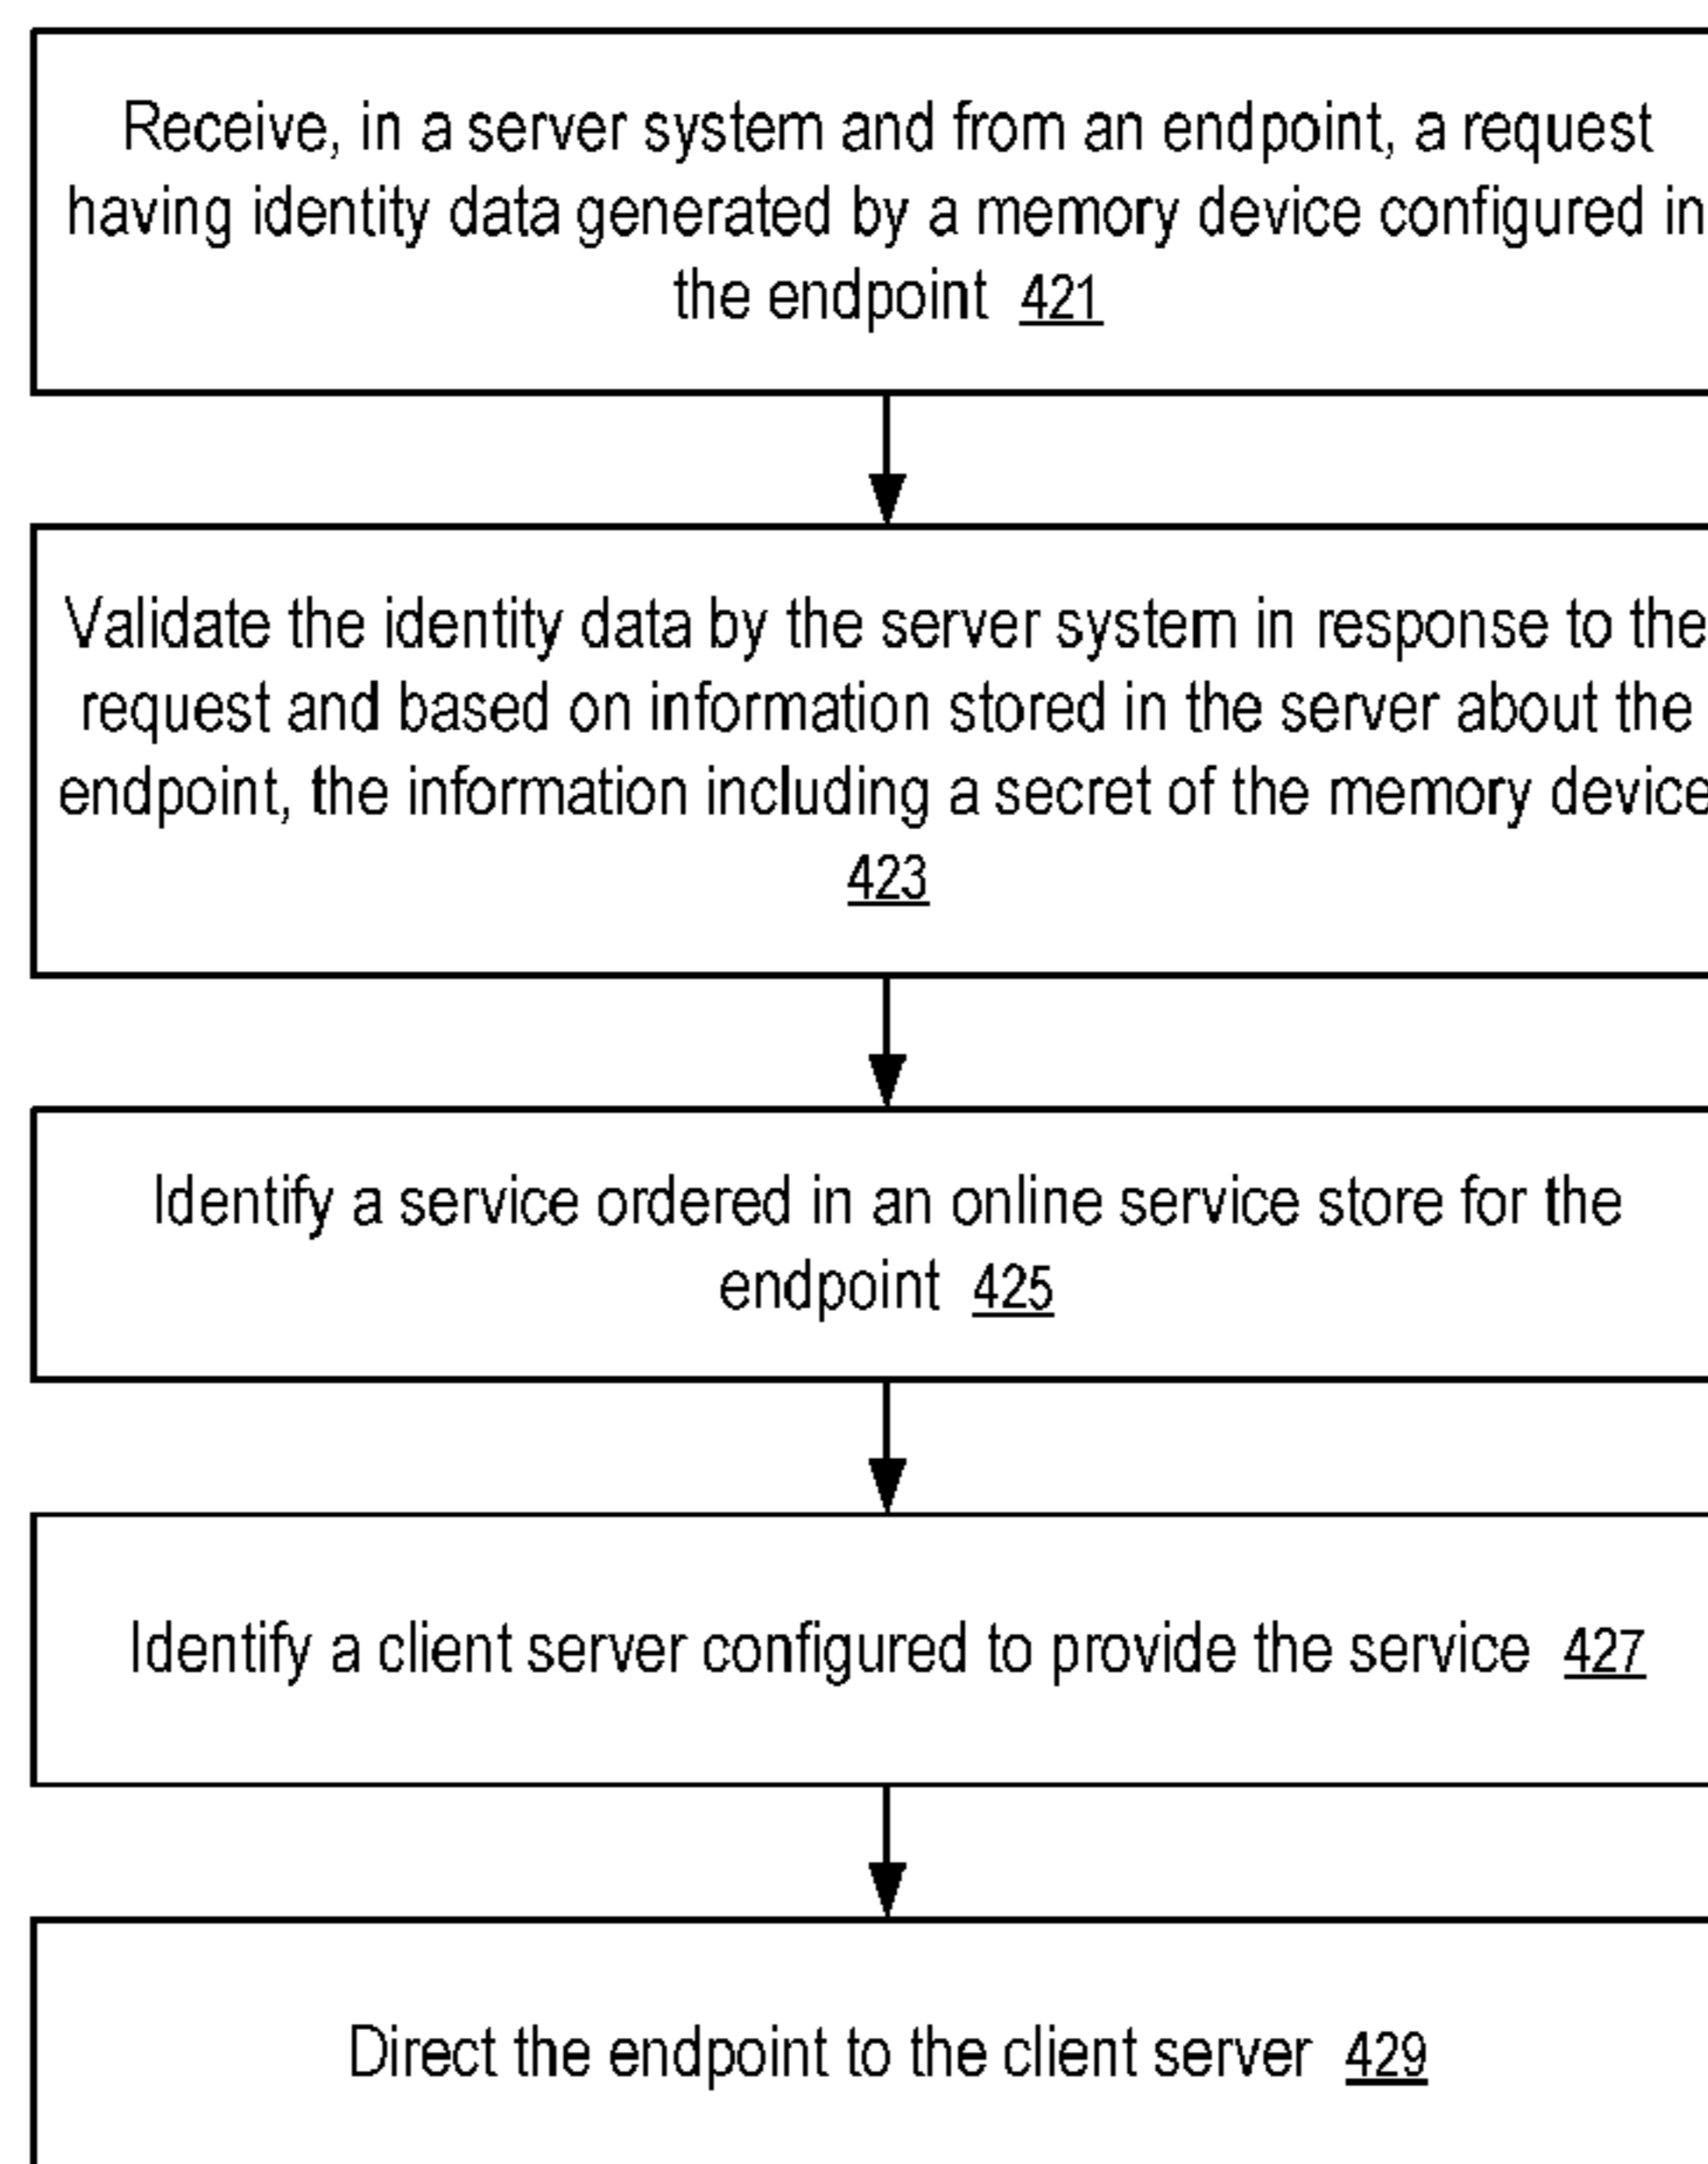 Receive, in a server system and from an endpoint, a request
having identity data generated by a memory device configured in
the endpoint 421
Validate the identity data by the server system in response to the
request and based on information stored in the server about the
endpoint, the information including a secret of the memory device
423
Identify a service ordered in an online service store for the
endpoint 425
Identify a client server configured to provide the service 427
Direct the endpoint to the client server 429